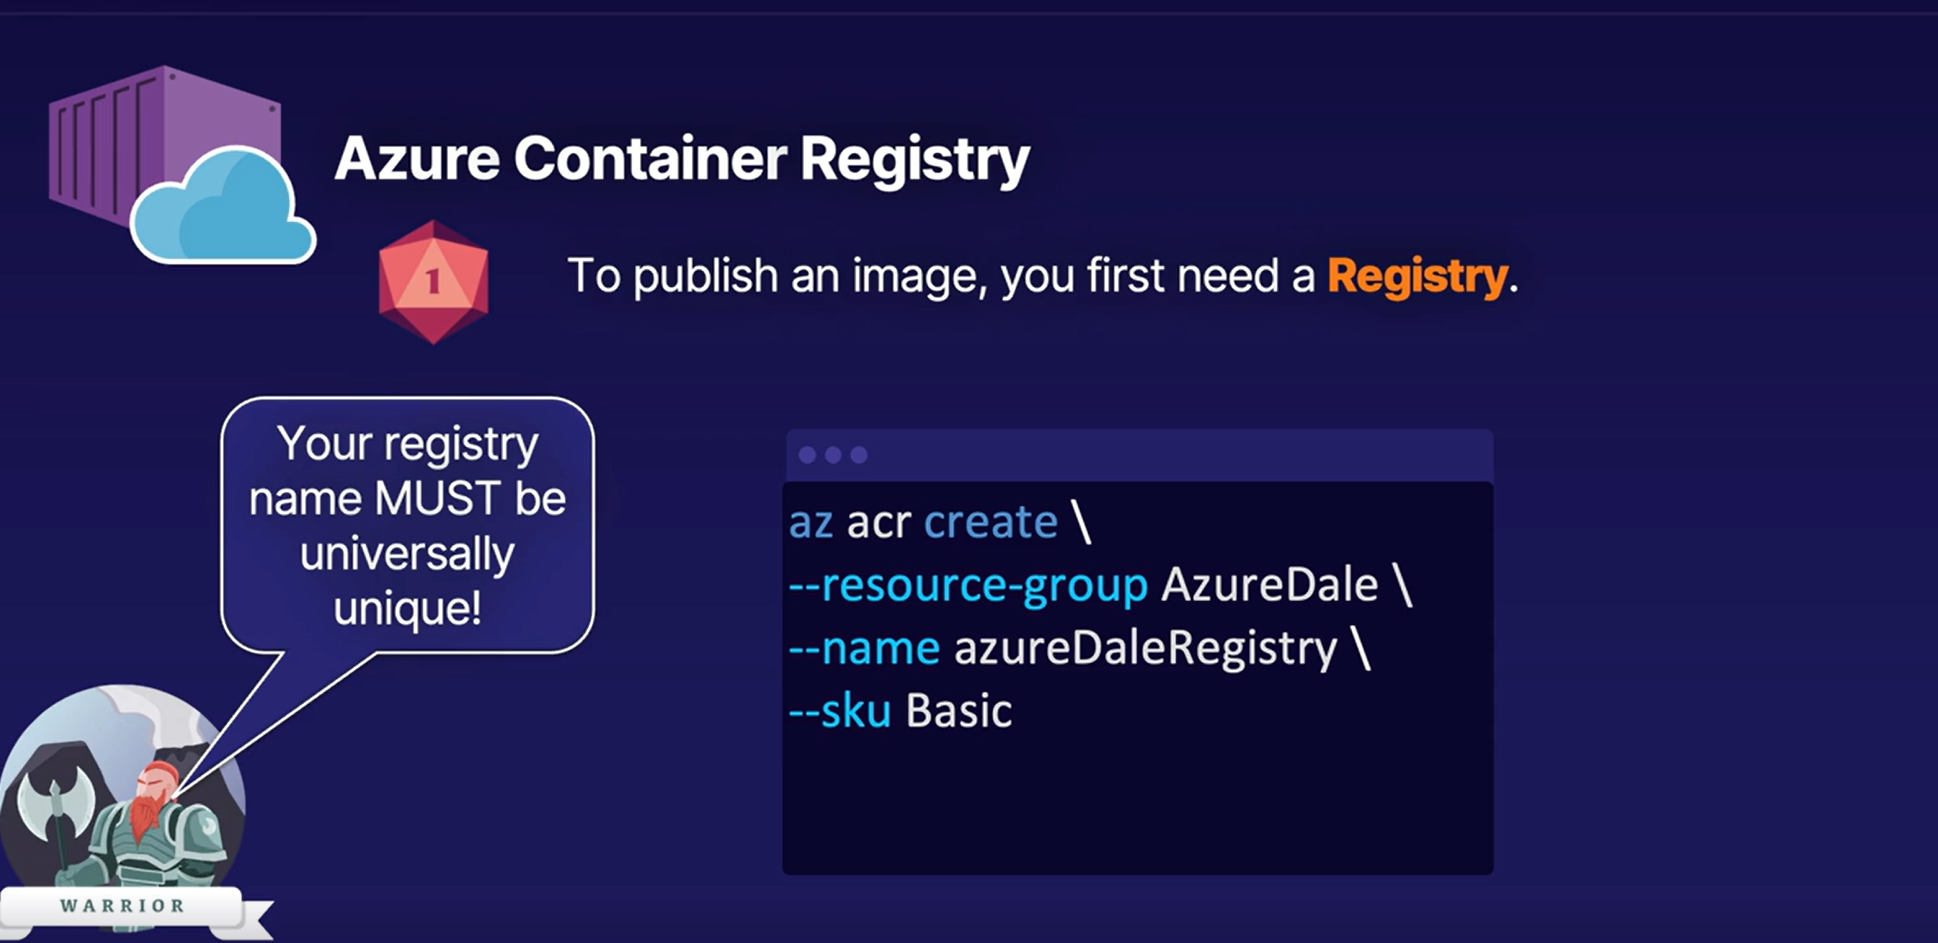 Azure Container Registry
1
To publish an image, you first need a Registry.
Your registry
name MUST be
universally
unique!
az acr create \
--resource-group AzureDale \
--name azureDaleRegistry \
--sku Basic
WARRIOR